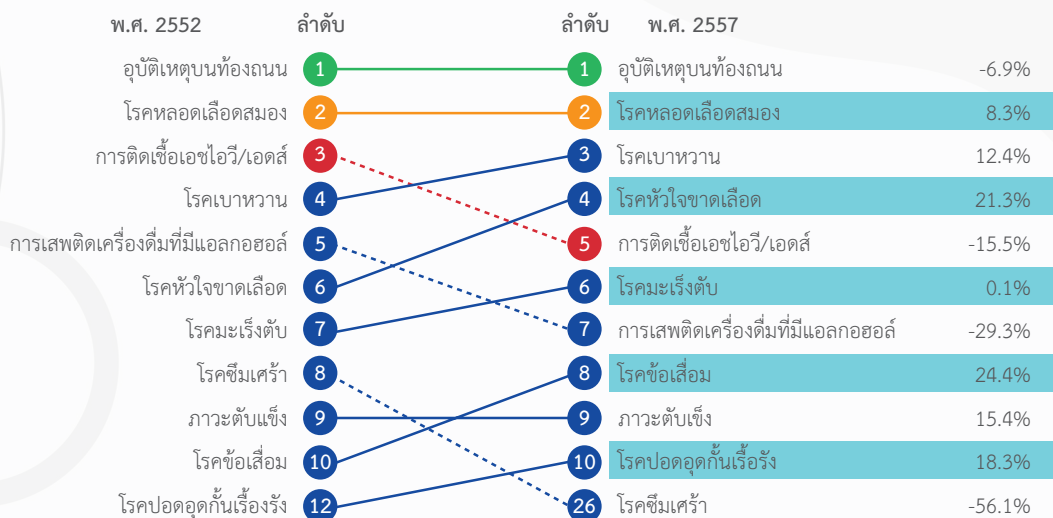 พ.ศ. 2552 ลำดับ ลำดับ พ.ศ. 2557
อุบัติเหตุบนท้องถนน 1 1 อุบัติเหตุบนท้องถนน -6.9%
โรคหลอดเลือดสมอง 2 2 โรคหลอดเลือดสมอง 8.3%
การติดเชื้อเอชไอวี/เอดส์ 3 3 โรคเบาหวาน 12.4%
โรคเบาหวาน 4 4 โรคหัวใจขาดเลือด 21.3%
การเสพติดเครื่องดื่มที่มีแอลกอฮอล์ 5 5 การติดเชื้อเอชไอวี/เอดส์ -15.5%
โรคหัวใจขาดเลือด 6 6 โรคมะเร็งตับ 0.1%
โรคมะเร็งตับ 7 7 การเสพติดเครื่องดื่มที่มีแอลกอฮอล์ -29.3%
โรคซึมเศร้า 8 8 โรคข้อเสื่อม 24.4%
ภาวะตับแข็ง 9 9 ภาวะตับเข็ง 15.4%
โรคข้อเสื่อม 10 10 โรคปอดอุดกั้นเรื้อรัง 18.3%
โรคปอดอุดกั้นเรื้องรัง 12 26 โรคซึมเศร้า -56.1%